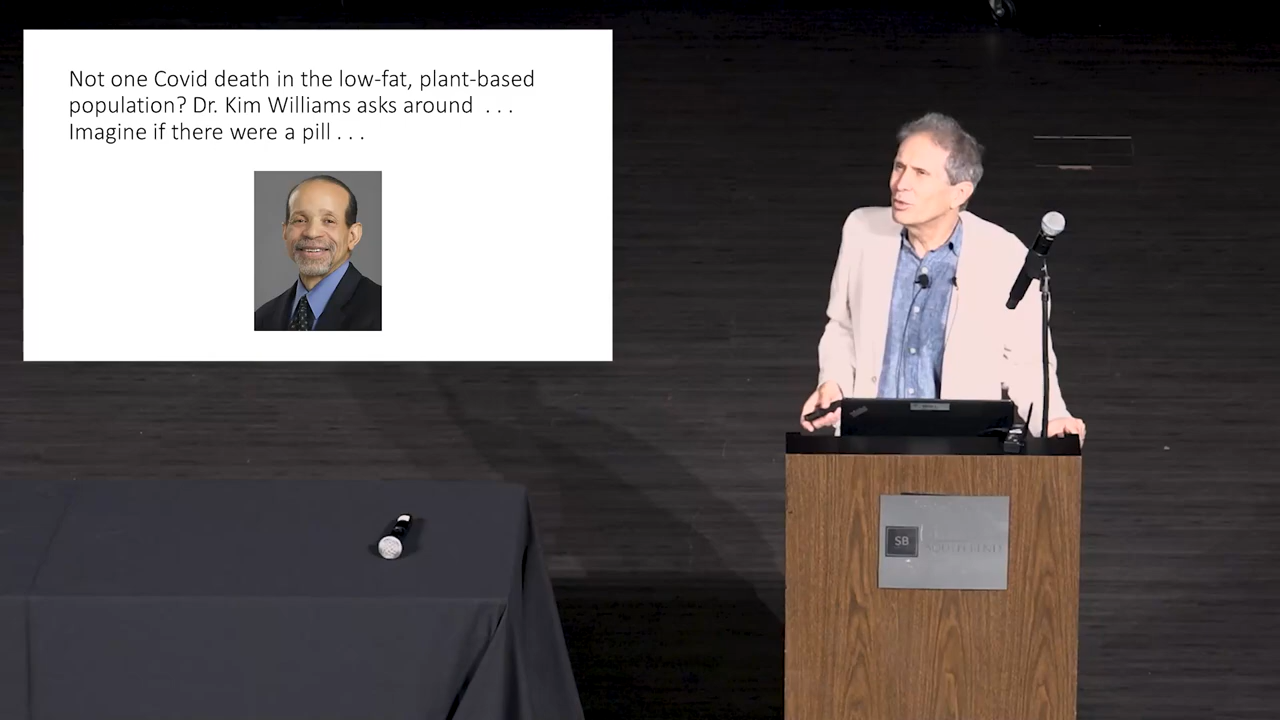 Not one Covid death in the low-fat, plant-based
population? Dr. Kim Williams asks around . . .
Imagine if there were a pill . . .
SB